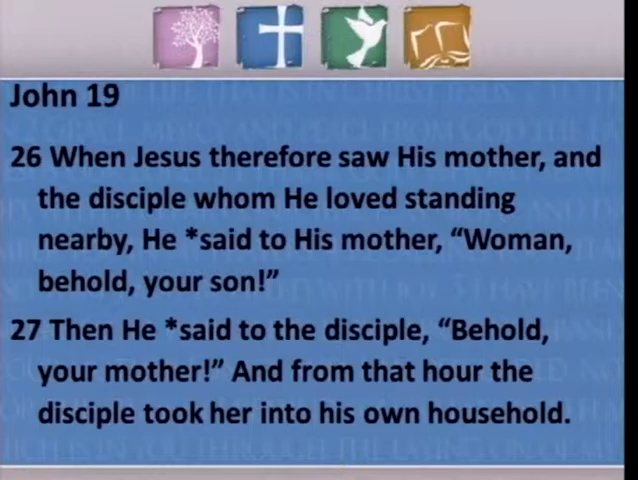 John 19
26 When Jesus therefore saw His mother, and
the disciple whom He loved standing
nearby, He *said to His mother, “Woman,
behold, your son!”
27 Then He *said to the disciple, “Behold,
your mother!” And from that hour the
disciple took her into his own household.